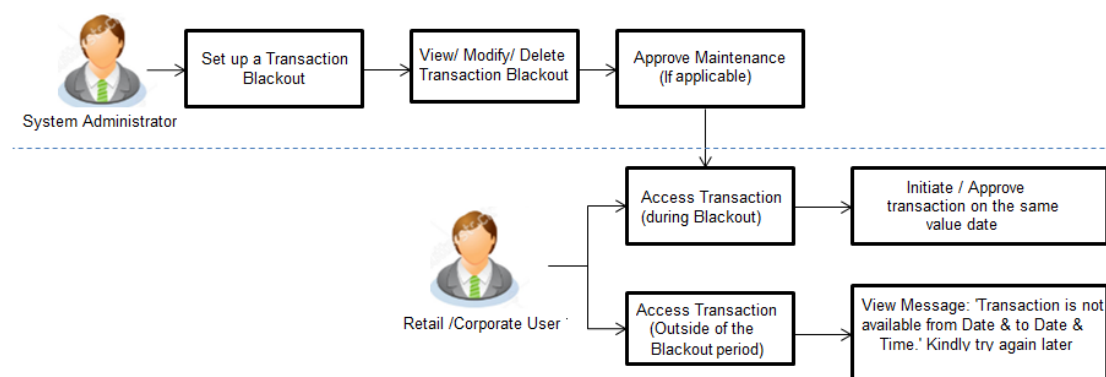 Set up a Transaction
Blackout
View/ Modify/ Delete
Transaction Blackout
Approve Maintenance
(If applicable)
System Administrator
Access Transaction
(during Blackout)
Initiate / Approve
transaction on the same
value date
Retail /Corporate User
Access Transaction
(Outside of the
Blackout period)
View Message: 'Transaction is not
available from Date & to Date &
Time.' Kindly try again later